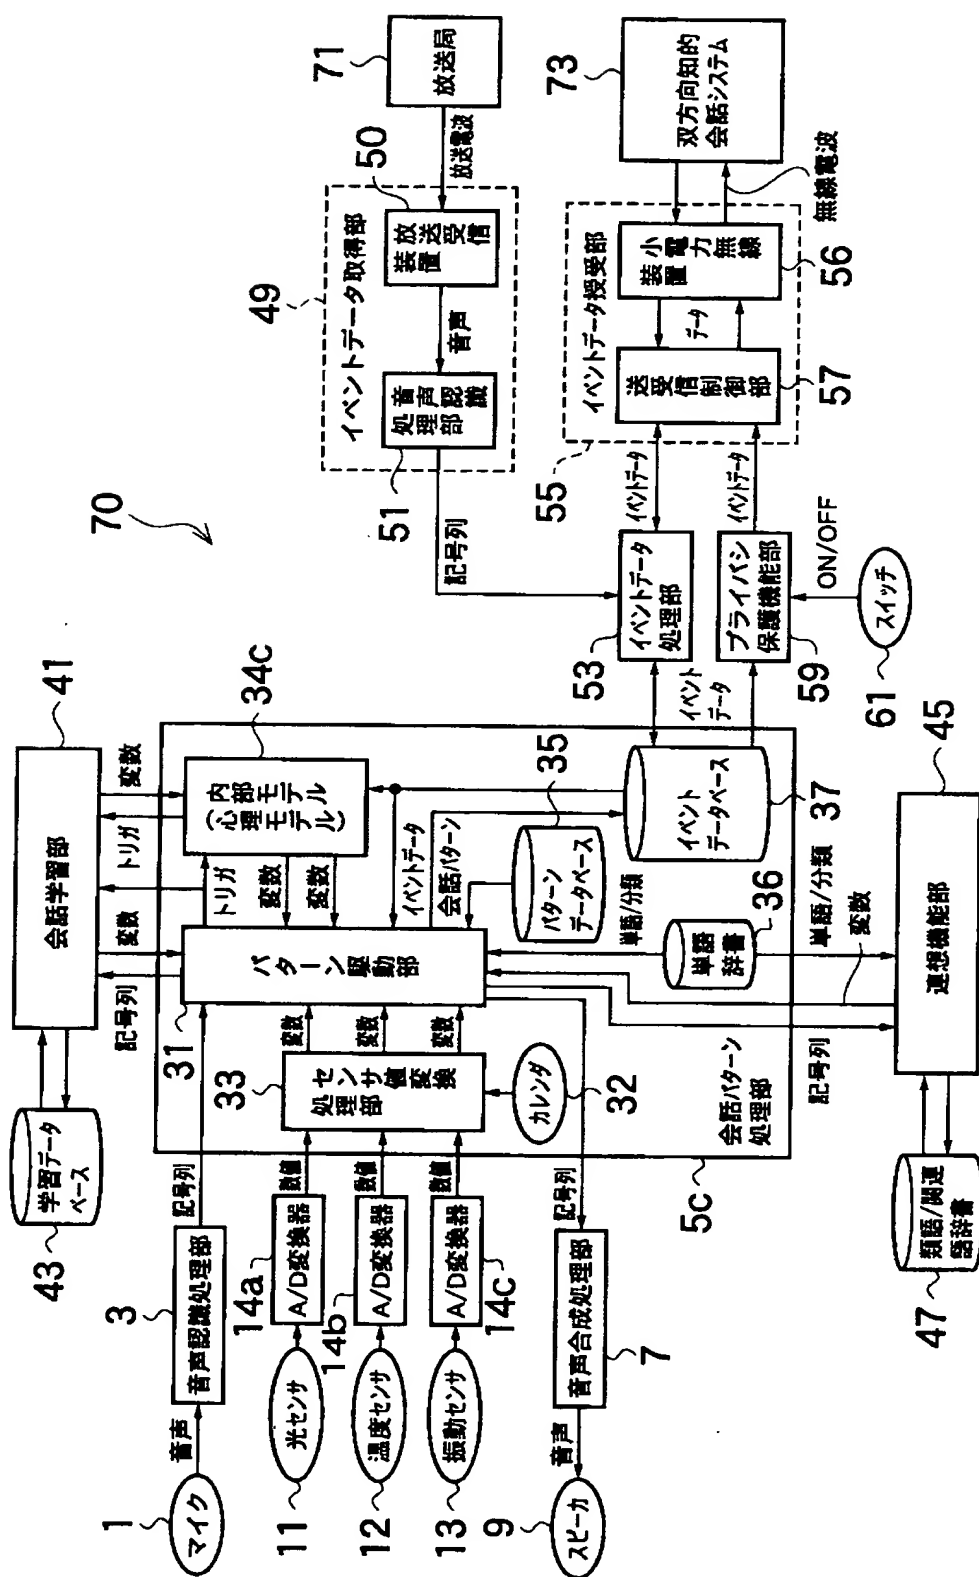 70
41
会話学習部
43
学習データ
ベース
記号列
変数
トリガ
変数
1
マイク
音声
3
音声認識処理部
記号列
31
パターン駆動部
トリガ
変数
変数
34c
内部モデル
(心理モデル)
11
光センサ
14a
A/D変換器
数値
33
センサ値変換
処理部
変数
12
温度センサ
14b
A/D変換器
数値
変数
13
振動センサ
14c
A/D変換器
数値
変数
カレンダ
32
イベントデータ
会話パターン
35
パターン
データベース
単語/分類
36
単語
辞書
37
イベント
データベース
9
スピーカ
音声
7
音声合成処理部
記号列
5c
会話パターン
処理部
記号列
単語/分類
変数
45
連想機能部
47
類語/関連
語辞書
49
イベントデータ取得部
51
音声認識
処理部
音声
50
放送受信
装置
放送電波
71
放送局
記号列
53
イベントデータ
処理部
イベント
データ
イベントデータ
59
プライバシ
保護機能部
イベントデータ
ON/OFF
スイッチ
61
55
イベントデータ授受部
57
送受信制御部
データ
56
小電力無線
装置
無線電波
73
双方向知的
会話システム